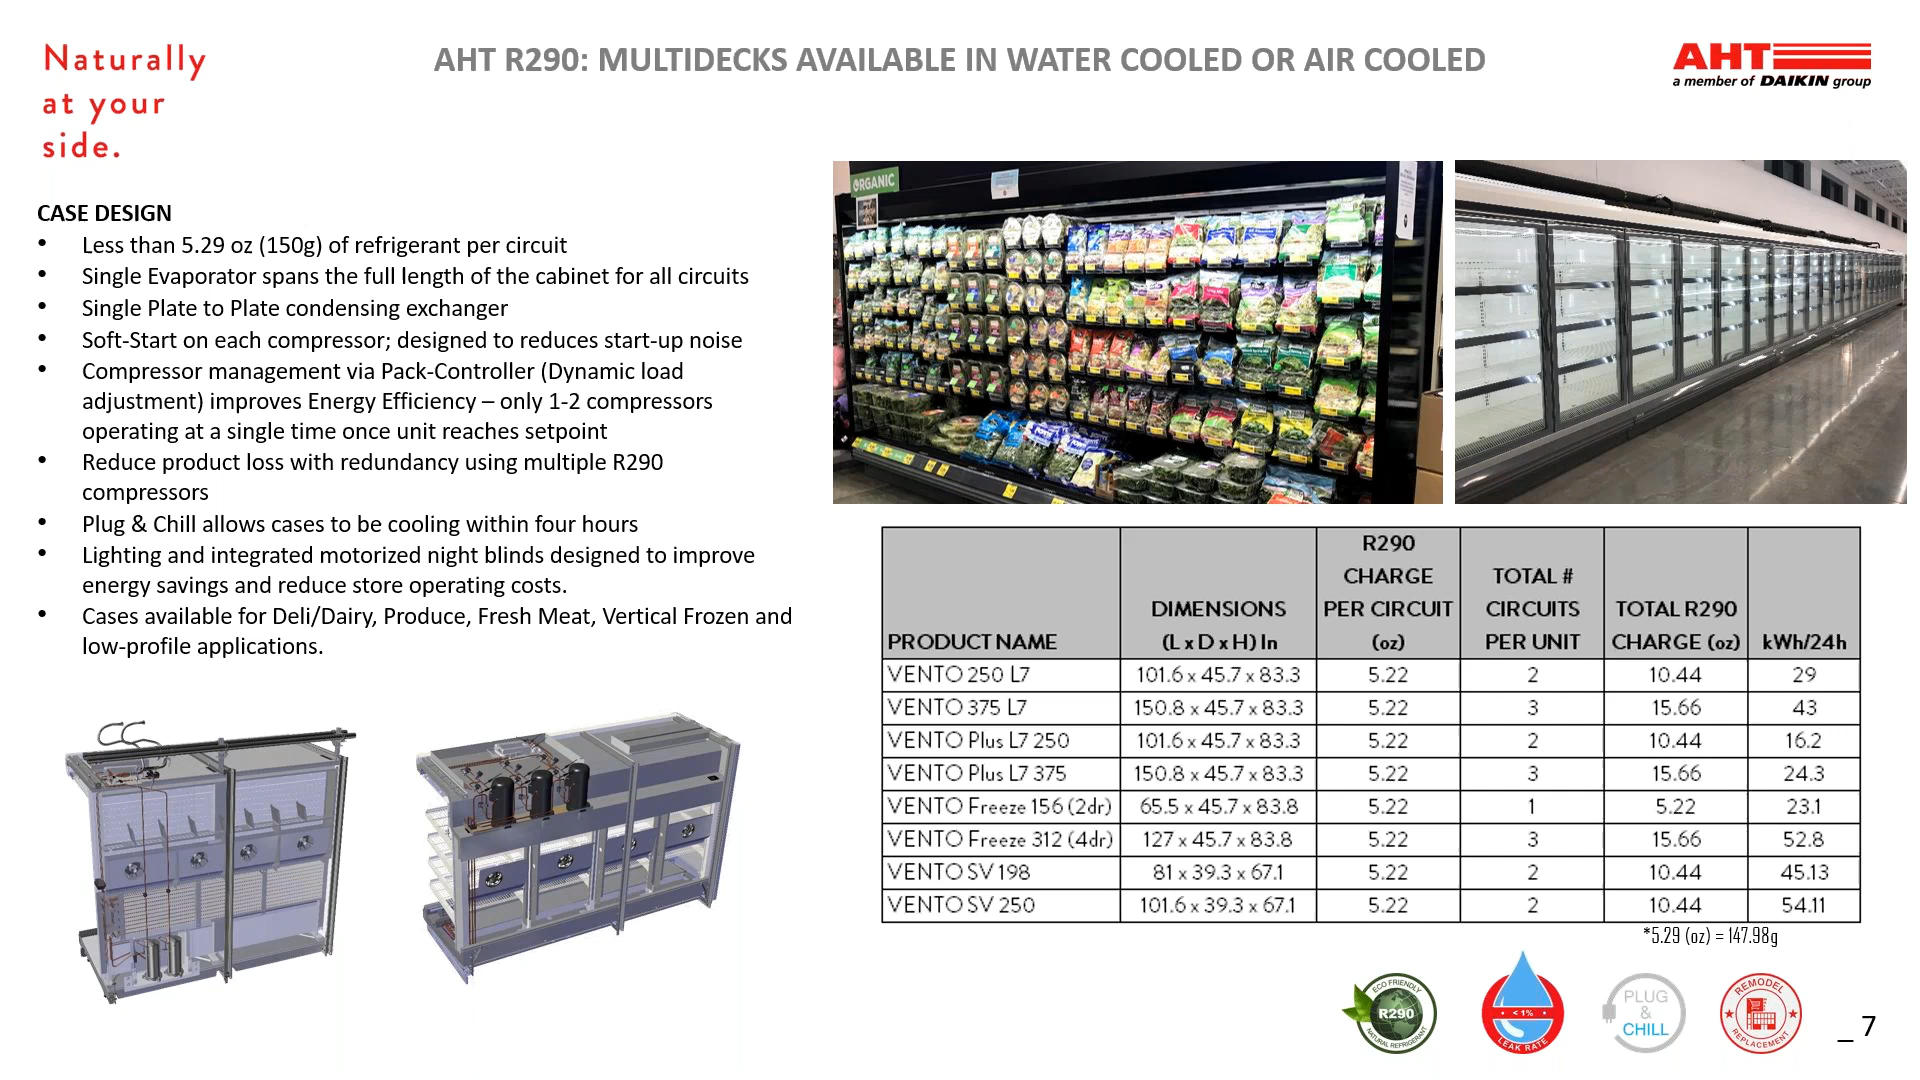 Naturally
at your
side.
AHT R290: MULTIDECKS AVAILABLE IN WATER COOLED OR AIR COOLED
AHT
a member of DAIKIN group
CASE DESIGN
• Less than 5.29 oz (150g) of refrigerant per circuit
• Single Evaporator spans the full length of the cabinet for all circuits
• Single Plate to Plate condensing exchanger
• Soft-Start on each compressor; designed to reduces start-up noise
• Compressor management via Pack-Controller (Dynamic load
adjustment) improves Energy Efficiency – only 1-2 compressors
operating at a single time once unit reaches setpoint
• Reduce product loss with redundancy using multiple R290
compressors
• Plug & Chill allows cases to be cooling within four hours
• Lighting and integrated motorized night blinds designed to improve
energy savings and reduce store operating costs.
• Cases available for Deli/Dairy, Produce, Fresh Meat, Vertical Frozen and
low-profile applications.
ORGANIC
PRODUCT NAME DIMENSIONS (L x D x H) In R290 CHARGE PER CIRCUIT (oz) TOTAL # CIRCUITS PER UNIT TOTAL R290 CHARGE (oz) kWh/24h
VENTO 250 L7 101.6 x 45.7 x 83.3 5.22 2 10.44 29
VENTO 375 L7 150.8 x 45.7 x 83.3 5.22 3 15.66 43
VENTO Plus L7 250 101.6 x 45.7 x 83.3 5.22 2 10.44 16.2
VENTO Plus L7 375 150.8 x 45.7 x 83.3 5.22 3 15.66 24.3
VENTO Freeze 156 (2dr) 65.5 x 45.7 x 83.8 5.22 1 5.22 23.1
VENTO Freeze 312 (4dr) 127 x 45.7 x 83.8 5.22 3 15.66 52.8
VENTO SV 198 81 x 39.3 x 67.1 5.22 2 10.44 45.13
VENTO SV 250 101.6 x 39.3 x 67.1 5.22 2 10.44 54.11
*5.29 (oz) = 147.98g
ECO FRIENDLY
R290
NATURAL REFRIGERANT
< 1%
LEAK RATE
PLUG
&
CHILL
REMODEL
REPLACEMENT
_ 7